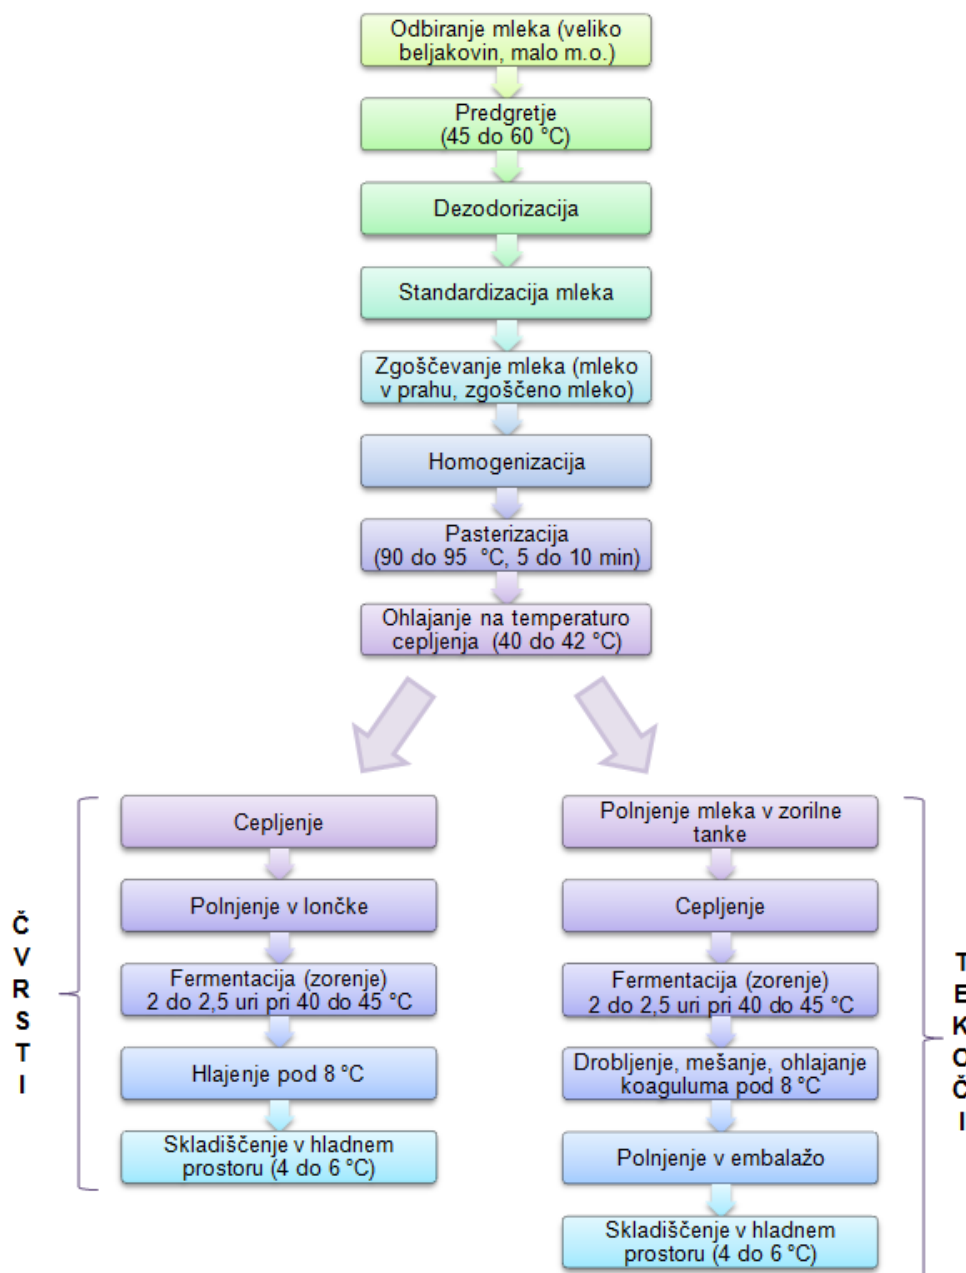 Odbiranje mleka (veliko
beljakovin, malo m.o.)
Predgretje
(45 do 60 °C)
Dezodorizacija
Standardizacija mleka
Zgoščevanje mleka (mleko
v prahu, zgoščeno mleko)
Homogenizacija
Pasterizacija
(90 do 95 °C, 5 do 10 min)
Ohlajanje na temperaturo
cepljenja (40 do 42 °C)
ČVRSTI
Cepljenje
Polnjenje v lončke
Fermentacija (zorenje)
2 do 2,5 uri pri 40 do 45 °C
Hlajenje pod 8 °C
Skladiščenje v hladnem
prostoru (4 do 6 °C)
Polnjenje mleka v zorilne
tanke
Cepljenje
Fermentacija (zorenje)
2 do 2,5 uri pri 40 do 45 °C
Drobljenje, mešanje, ohlajanje
koaguluma pod 8 °C
Polnjenje v embalažo
Skladiščenje v hladnem
prostoru (4 do 6 °C)
TEKOČI